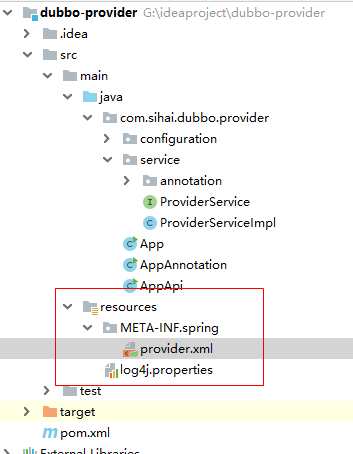 dubbo-provider G:\ideaproject\dubbo-provider
.idea
src
main
java
com.sihai.dubbo.provider
configuration
service
annotation
ProviderService
ProviderServiceImpl
App
AppAnnotation
AppApi
resources
META-INF.spring
provider.xml
log4j.properties
test
target
pom.xml
External Libraries